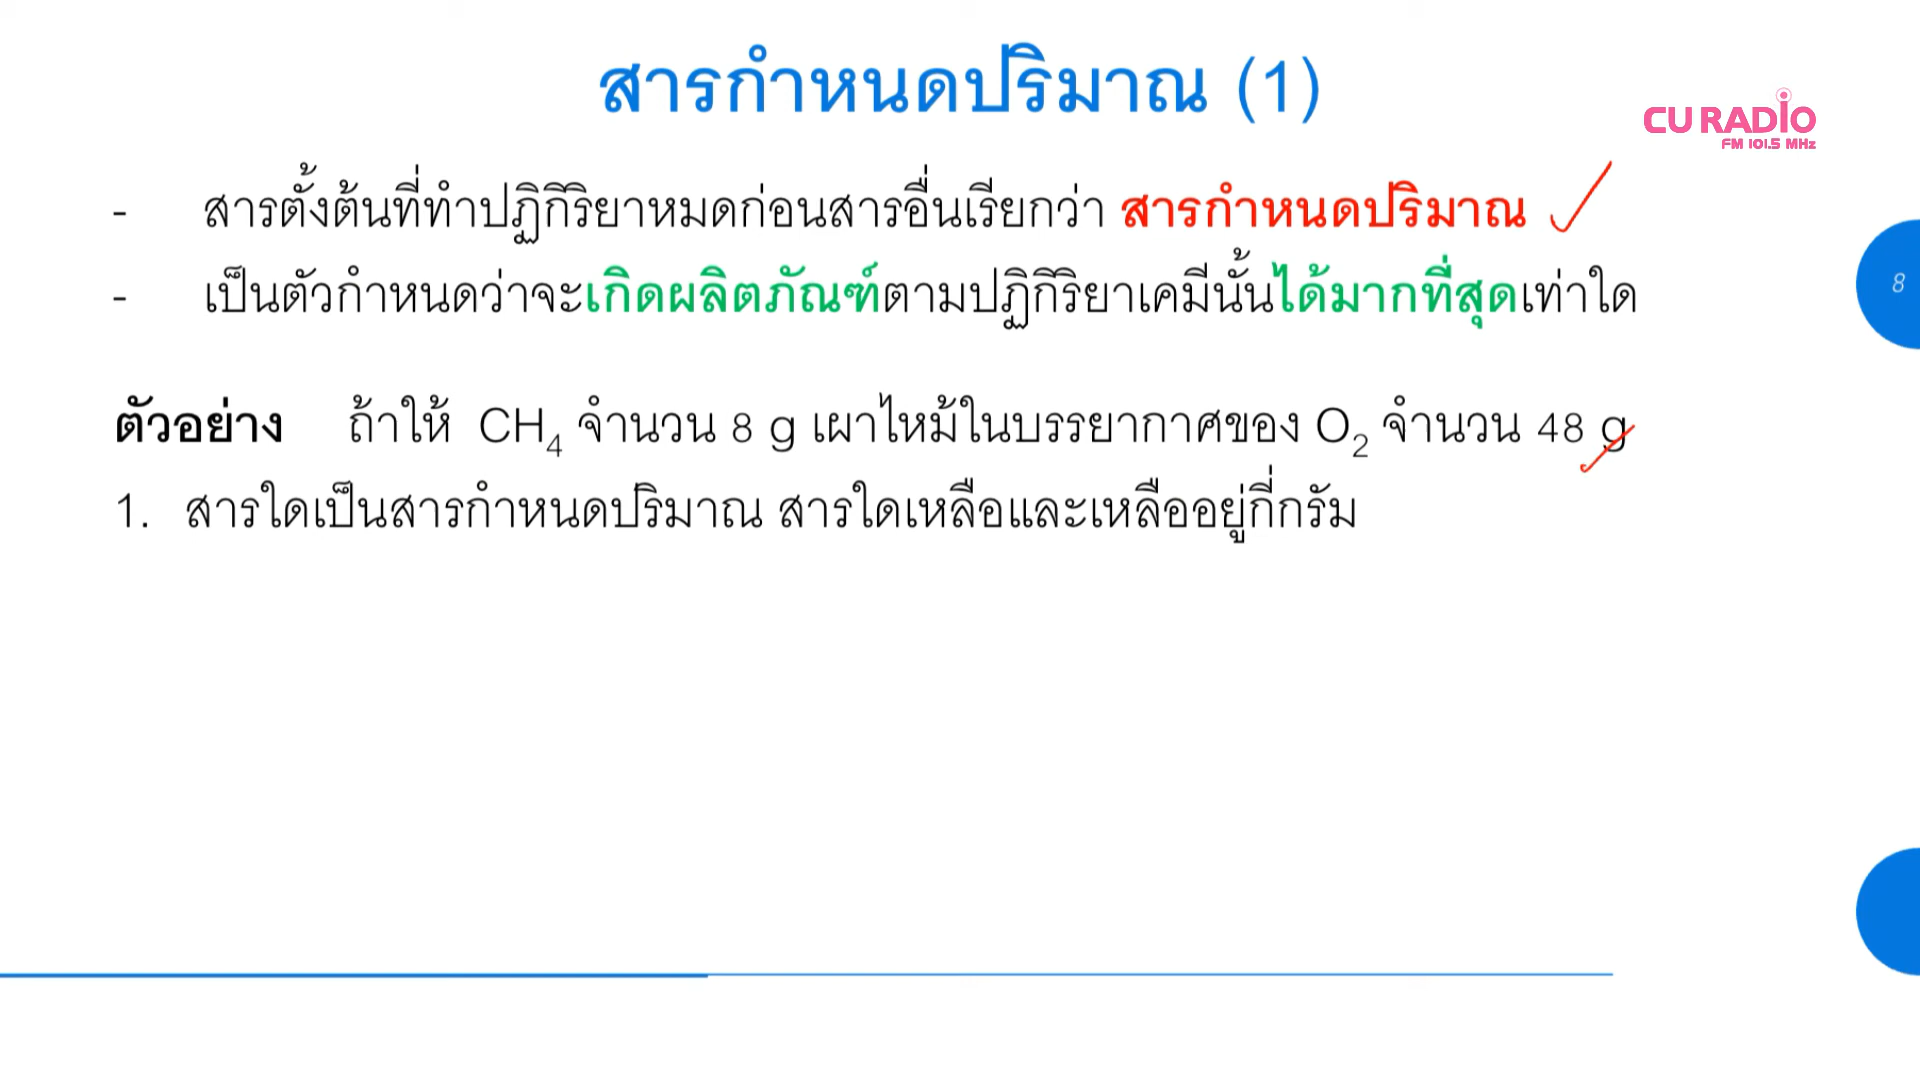 สารกำหนดปริมาณ (1)
CU RADIO
FM 101.5 MHz
- สารตั้งต้นที่ทำปฏิกิริยาหมดก่อนสารอื่นเรียกว่า สารกำหนดปริมาณ
- เป็นตัวกำหนดว่าจะเกิดผลิตภัณฑ์ตามปฏิกิริยาเคมีนั้นได้มากที่สุดเท่าใด
8
ตัวอย่าง ถ้าให้ CH₄ จำนวน 8 g เผาไหม้ในบรรยากาศของ O₂ จำนวน 48 g
1. สารใดเป็นสารกำหนดปริมาณ สารใดเหลือและเหลืออยู่กี่กรัม